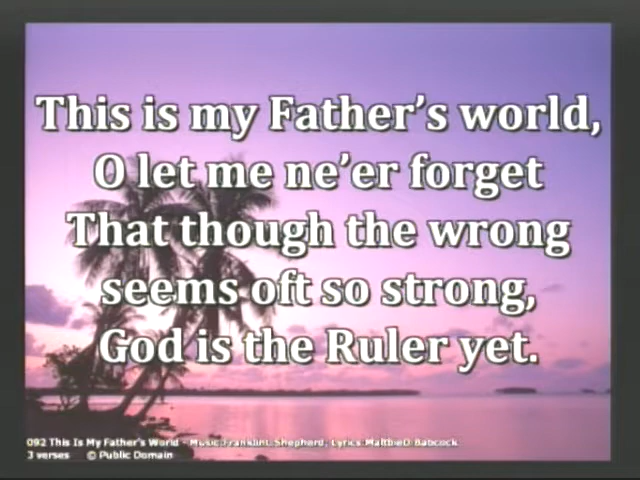 This is my Father's world,
O let me ne'er forget
That though the wrong
seems oft so strong,
God is the Ruler yet.
092 This Is My Father's World - Music: Franklin L. Shepherd; Lyrics: Maltbie D. Babcock
3 verses © Public Domain